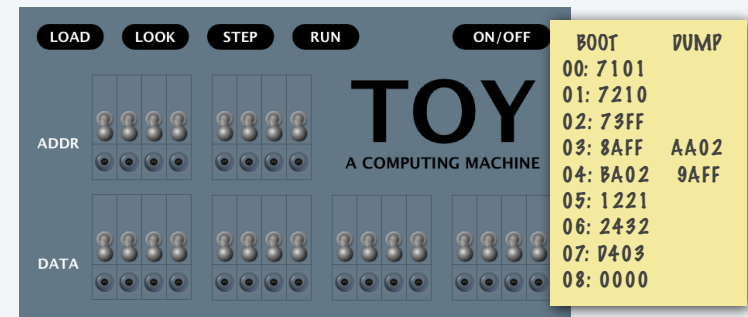 LOAD LOOK STEP RUN ON/OFF
ADDR
TOY
A COMPUTING MACHINE
DATA
BOOT DUMP
00: 7101
01: 7210
02: 73FF
03: 8AFF AA02
04: BA02 9AFF
05: 1221
06: 2432
07: D403
08: 0000